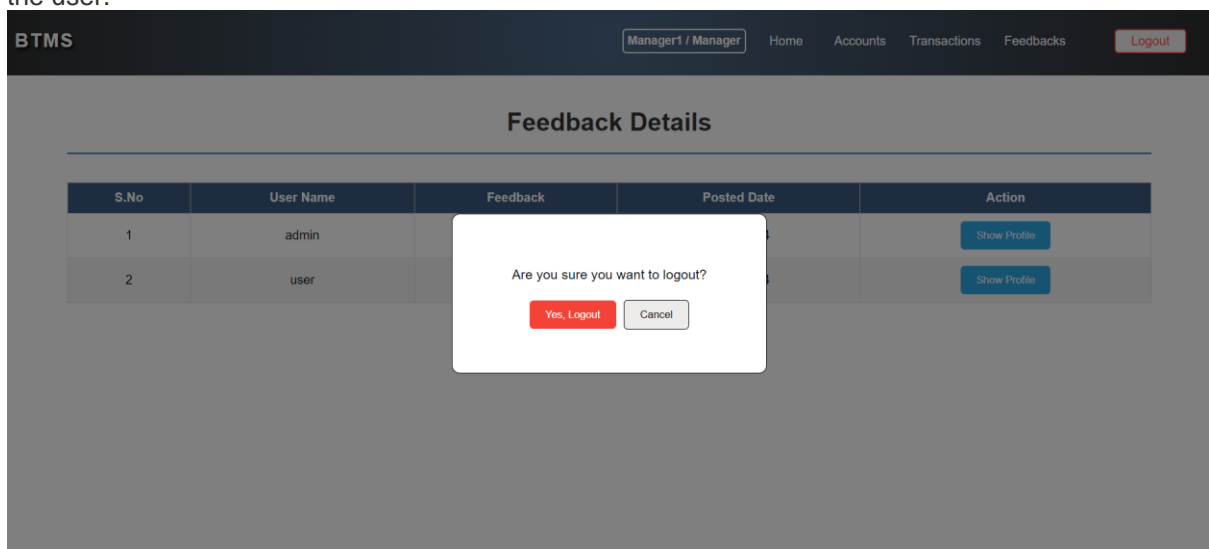 the user.
BTMS Manager1 / Manager Home Accounts Transactions Feedbacks Logout
Feedback Details
S.No User Name Feedback Posted Date Action
1 admin Show Profile
2 user Show Profile
Are you sure you want to logout?
Yes, Logout Cancel